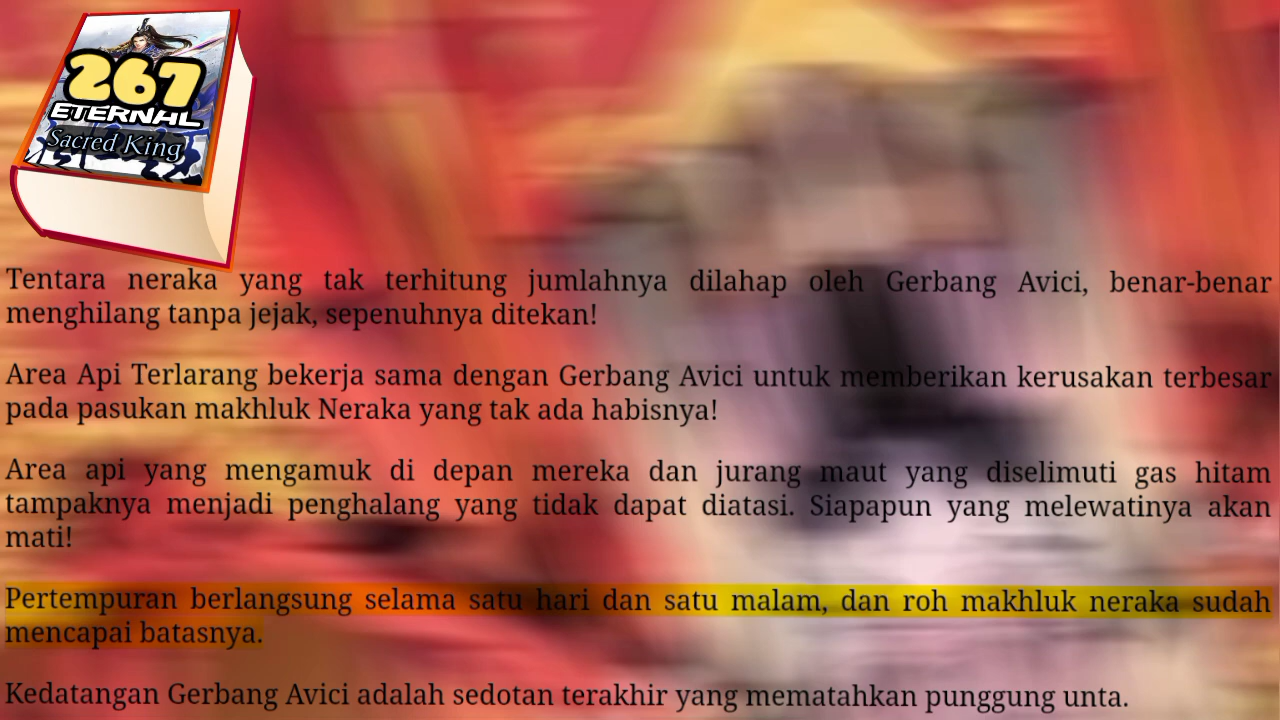 267
ETERNAL
Sacred King
Tentara neraka yang tak terhitung jumlahnya dilahap oleh Gerbang Avici, benar-benar
menghilang tanpa jejak, sepenuhnya ditekan!
Area Api Terlarang bekerja sama dengan Gerbang Avici untuk memberikan kerusakan terbesar
pada pasukan makhluk Neraka yang tak ada habisnya!
Area api yang mengamuk di depan mereka dan jurang maut yang diselimuti gas hitam
tampaknya menjadi penghalang yang tidak dapat diatasi. Siapapun yang melewatinya akan
mati!
Pertempuran berlangsung selama satu hari dan satu malam, dan roh makhluk neraka sudah
mencapai batasnya.
Kedatangan Gerbang Avici adalah sedotan terakhir yang mematahkan punggung unta.